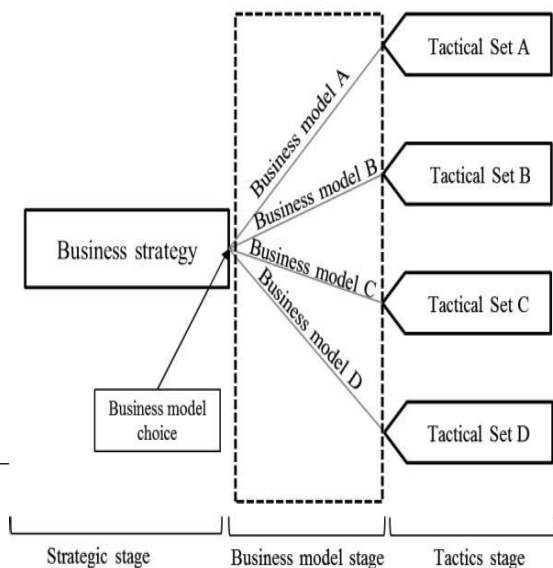 Tactical Set A
Business model A
Business model B
Tactical Set B
Business strategy
Business model C
Tactical Set C
Business model D
Business model
choice
Tactical Set D
Strategic stage
Business model stage
Tactics stage